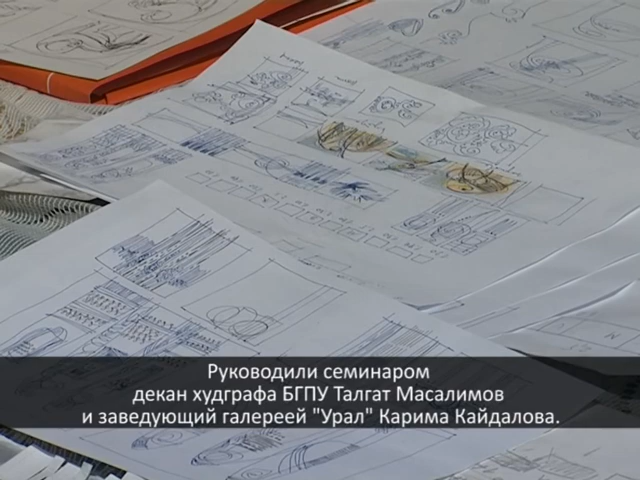 Руководили семинаром
декан худграфа БГПУ Талгат Масалимов
и заведующий галереей "Урал" Карима Кайдалова.